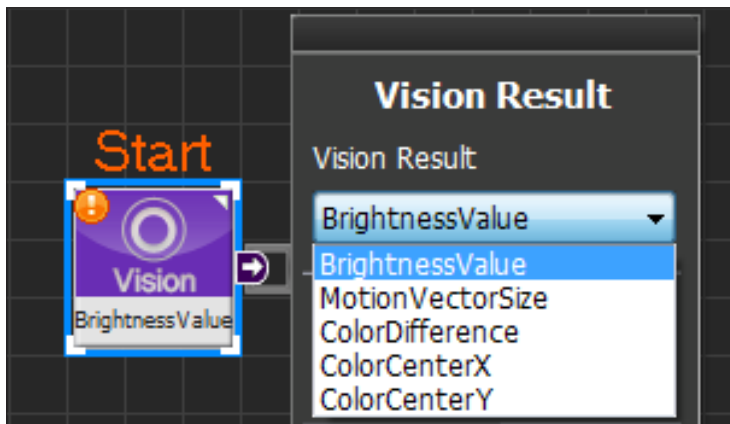 Start
Vision
BrightnessValue
Vision Result
Vision Result
BrightnessValue
BrightnessValue
MotionVectorSize
ColorDifference
ColorCenterX
ColorCenterY